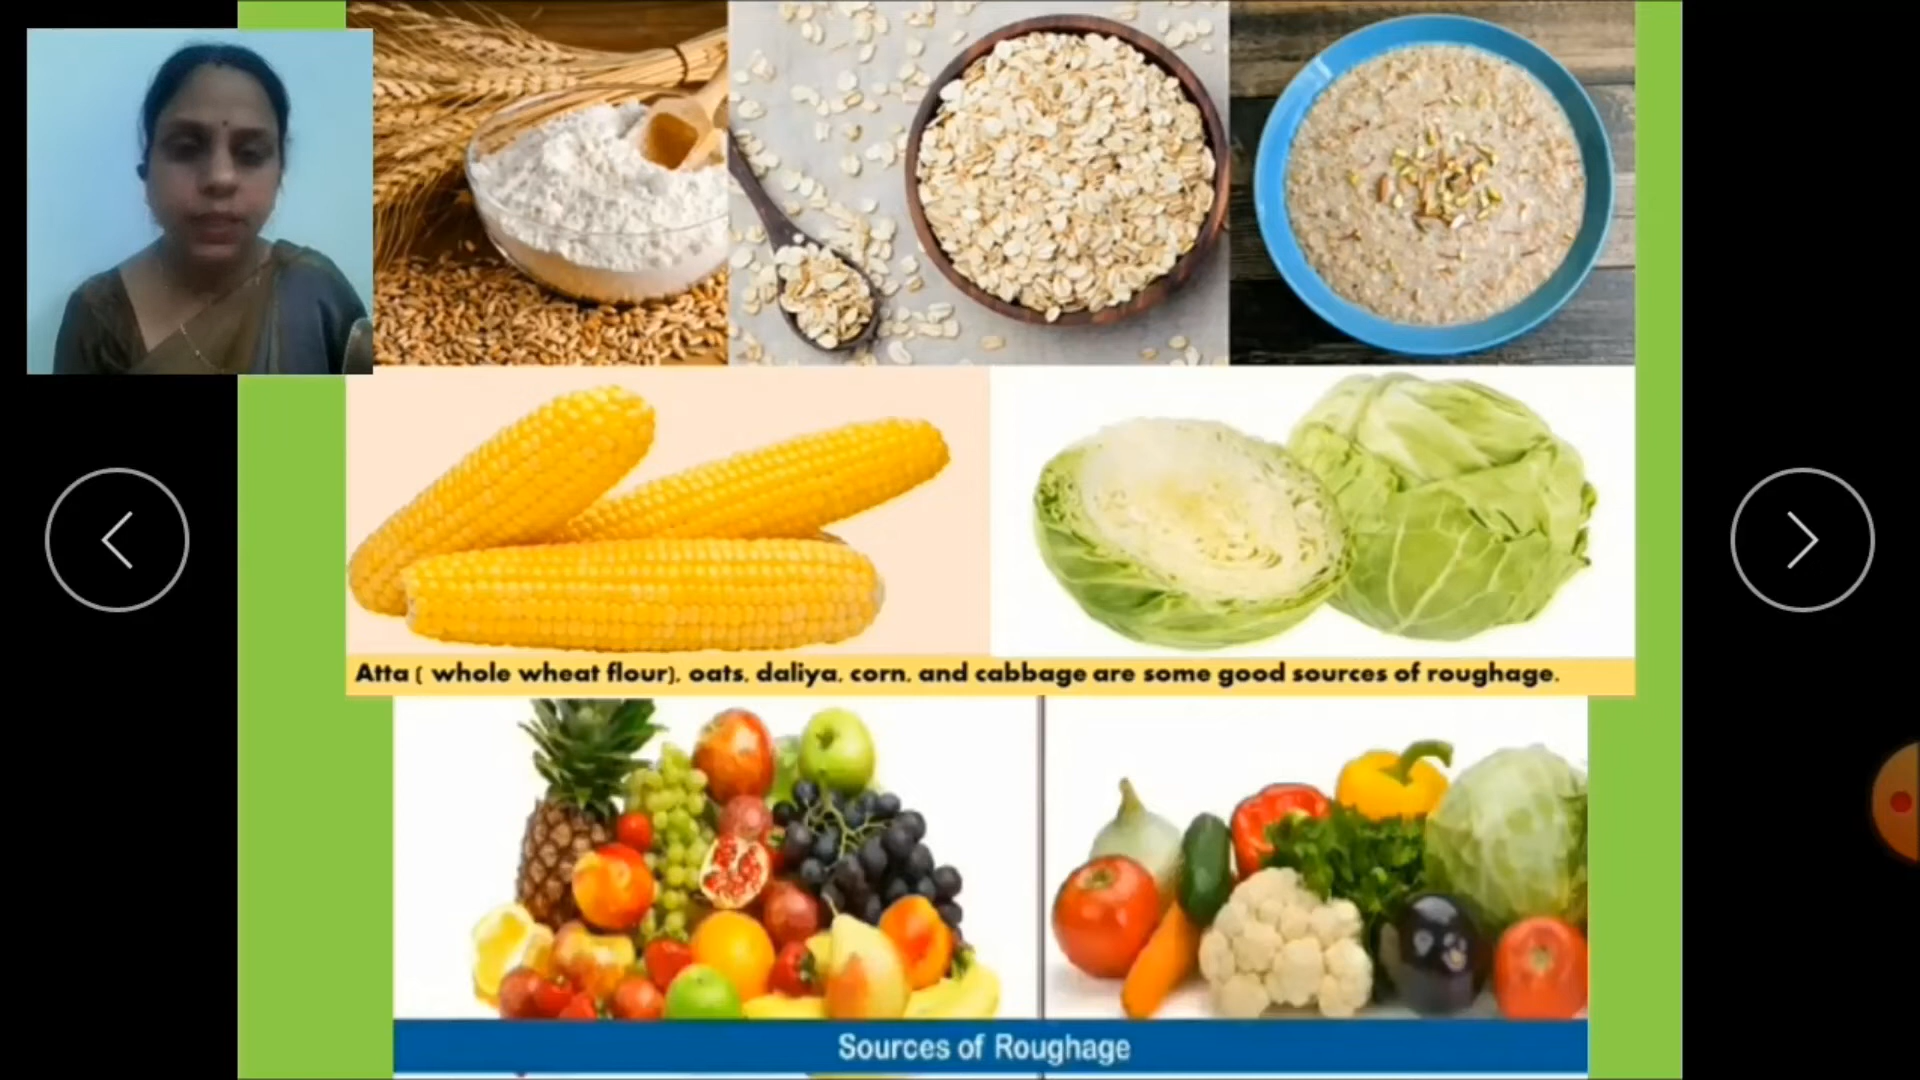 Atta ( whole wheat flour), oats, daliya, corn, and cabbage are some good sources of roughage.
Sources of Roughage